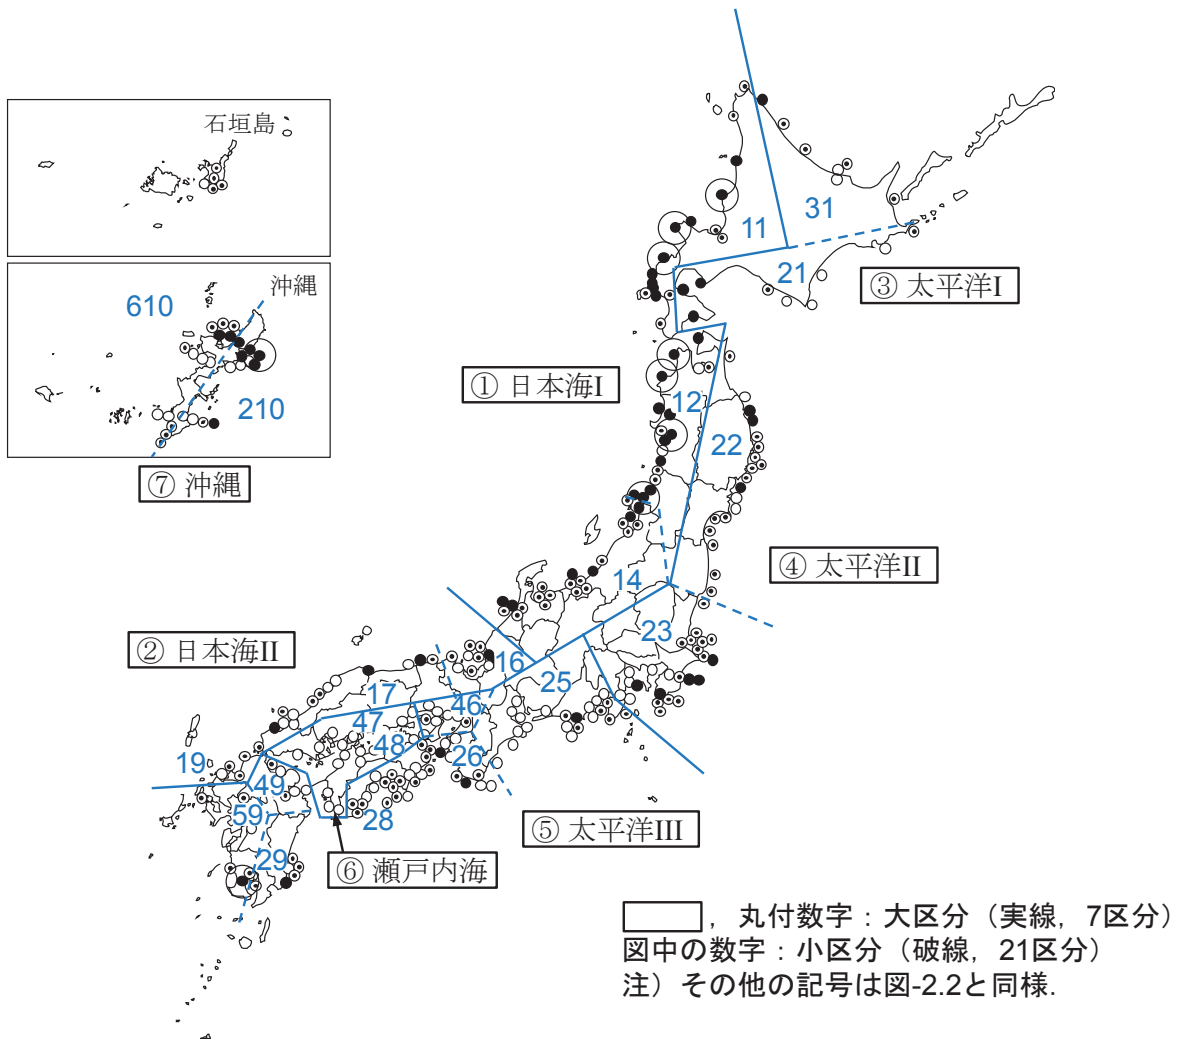 石垣島
沖縄
610
210
⑦ 沖縄
31
11
21
③ 太平洋I
① 日本海I
12
22
④ 太平洋II
14
23
② 日本海II
16
25
17
46
47
48
26
19
49
59
28
⑤ 太平洋III
29
⑥ 瀬戸内海
，丸付数字：大区分（実線，7区分）
図中の数字：小区分（破線，21区分）
注）その他の記号は図-2.2と同様.